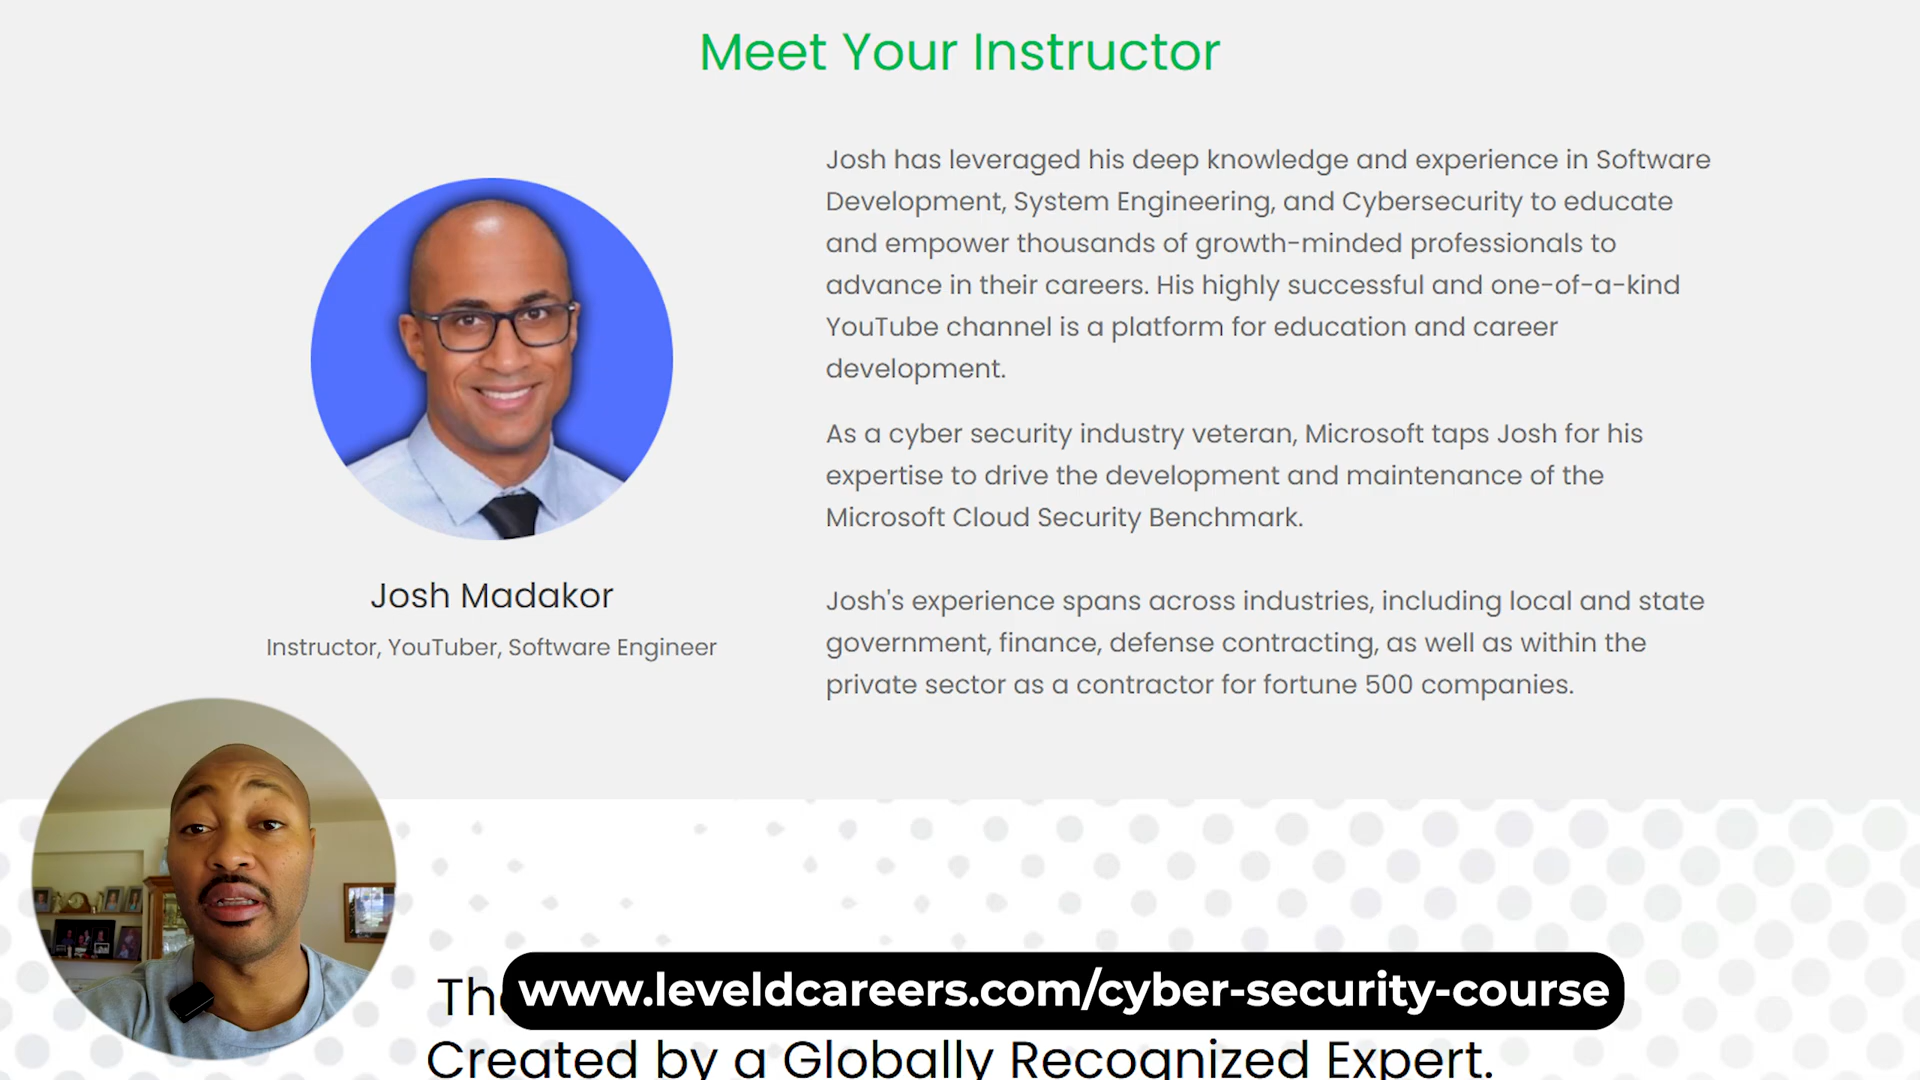 Meet Your Instructor
Josh has leveraged his deep knowledge and experience in Software
Development, System Engineering, and Cybersecurity to educate
and empower thousands of growth-minded professionals to
advance in their careers. His highly successful and one-of-a-kind
YouTube channel is a platform for education and career
development.
As a cyber security industry veteran, Microsoft taps Josh for his
expertise to drive the development and maintenance of the
Microsoft Cloud Security Benchmark.
Josh's experience spans across industries, including local and state
government, finance, defense contracting, as well as within the
private sector as a contractor for fortune 500 companies.
Josh Madakor
Instructor, YouTuber, Software Engineer
www.leveldcareers.com/cyber-security-course
Created by a Globally Recognized Expert.